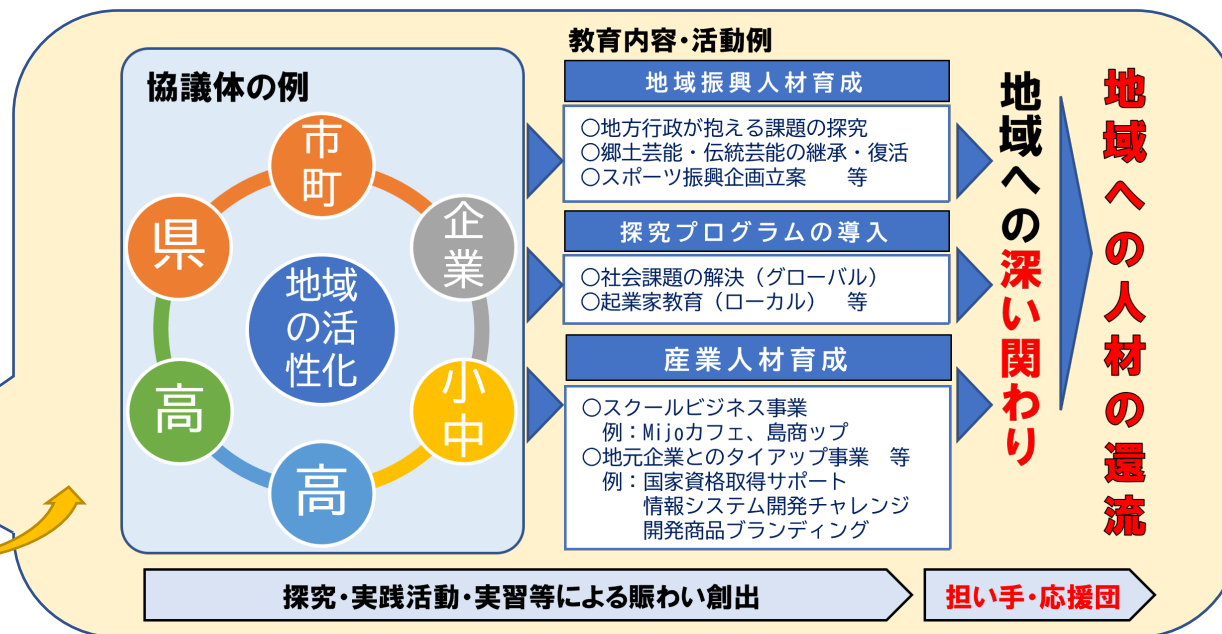 協議体の例
市町
県
企業
地域の活性化
高
小中
高
教育内容・活動例
地域振興人材育成
○地方行政が抱える課題の探究
○郷土芸能・伝統芸能の継承・復活
○スポーツ振興企画立案　等
探究プログラムの導入
○社会課題の解決（グローバル）
○起業家教育（ローカル）　等
産業人材育成
○スクールビジネス事業
例：Mijoカフェ、島商ップ
○地元企業とのタイアップ事業　等
例：国家資格取得サポート
情報システム開発チャレンジ
開発商品ブランディング
地域への深い関わり
地域への人材の還流
探究・実践活動・実習等による賑わい創出
担い手・応援団